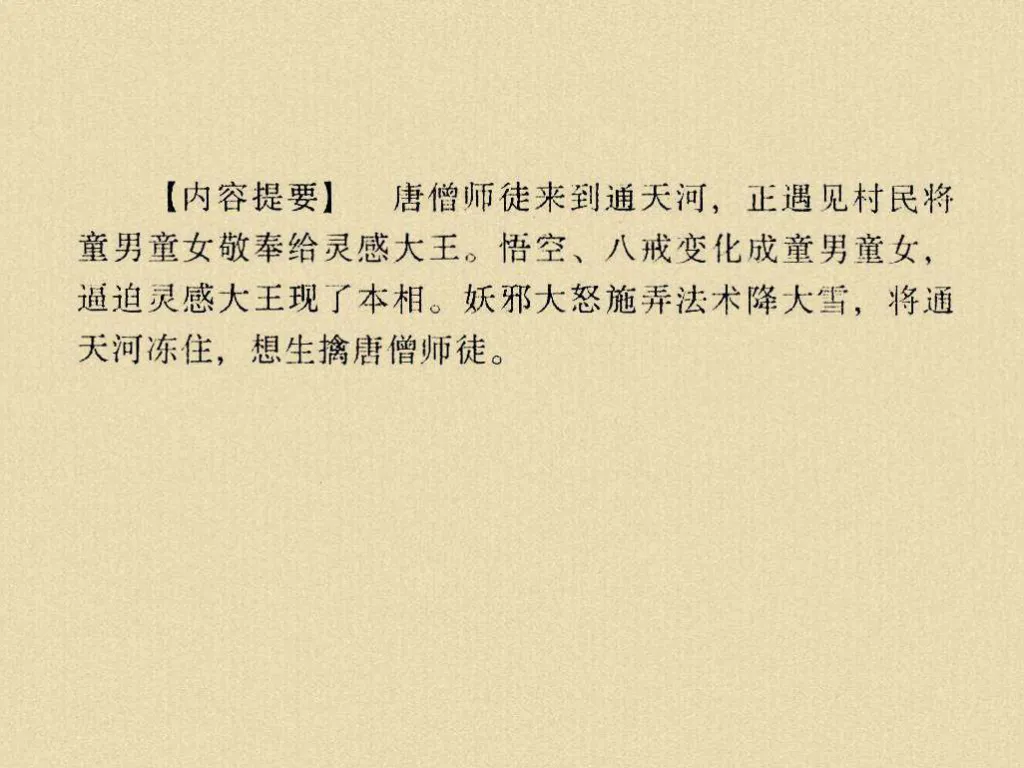 【内容提要】　唐僧师徒来到通天河，正遇见村民将
童男童女敬奉给灵感大王。悟空、八戒变化成童男童女，
逼迫灵感大王现了本相。妖邪大怒施弄法术降大雪，将通
天河冻住，想生擒唐僧师徒。